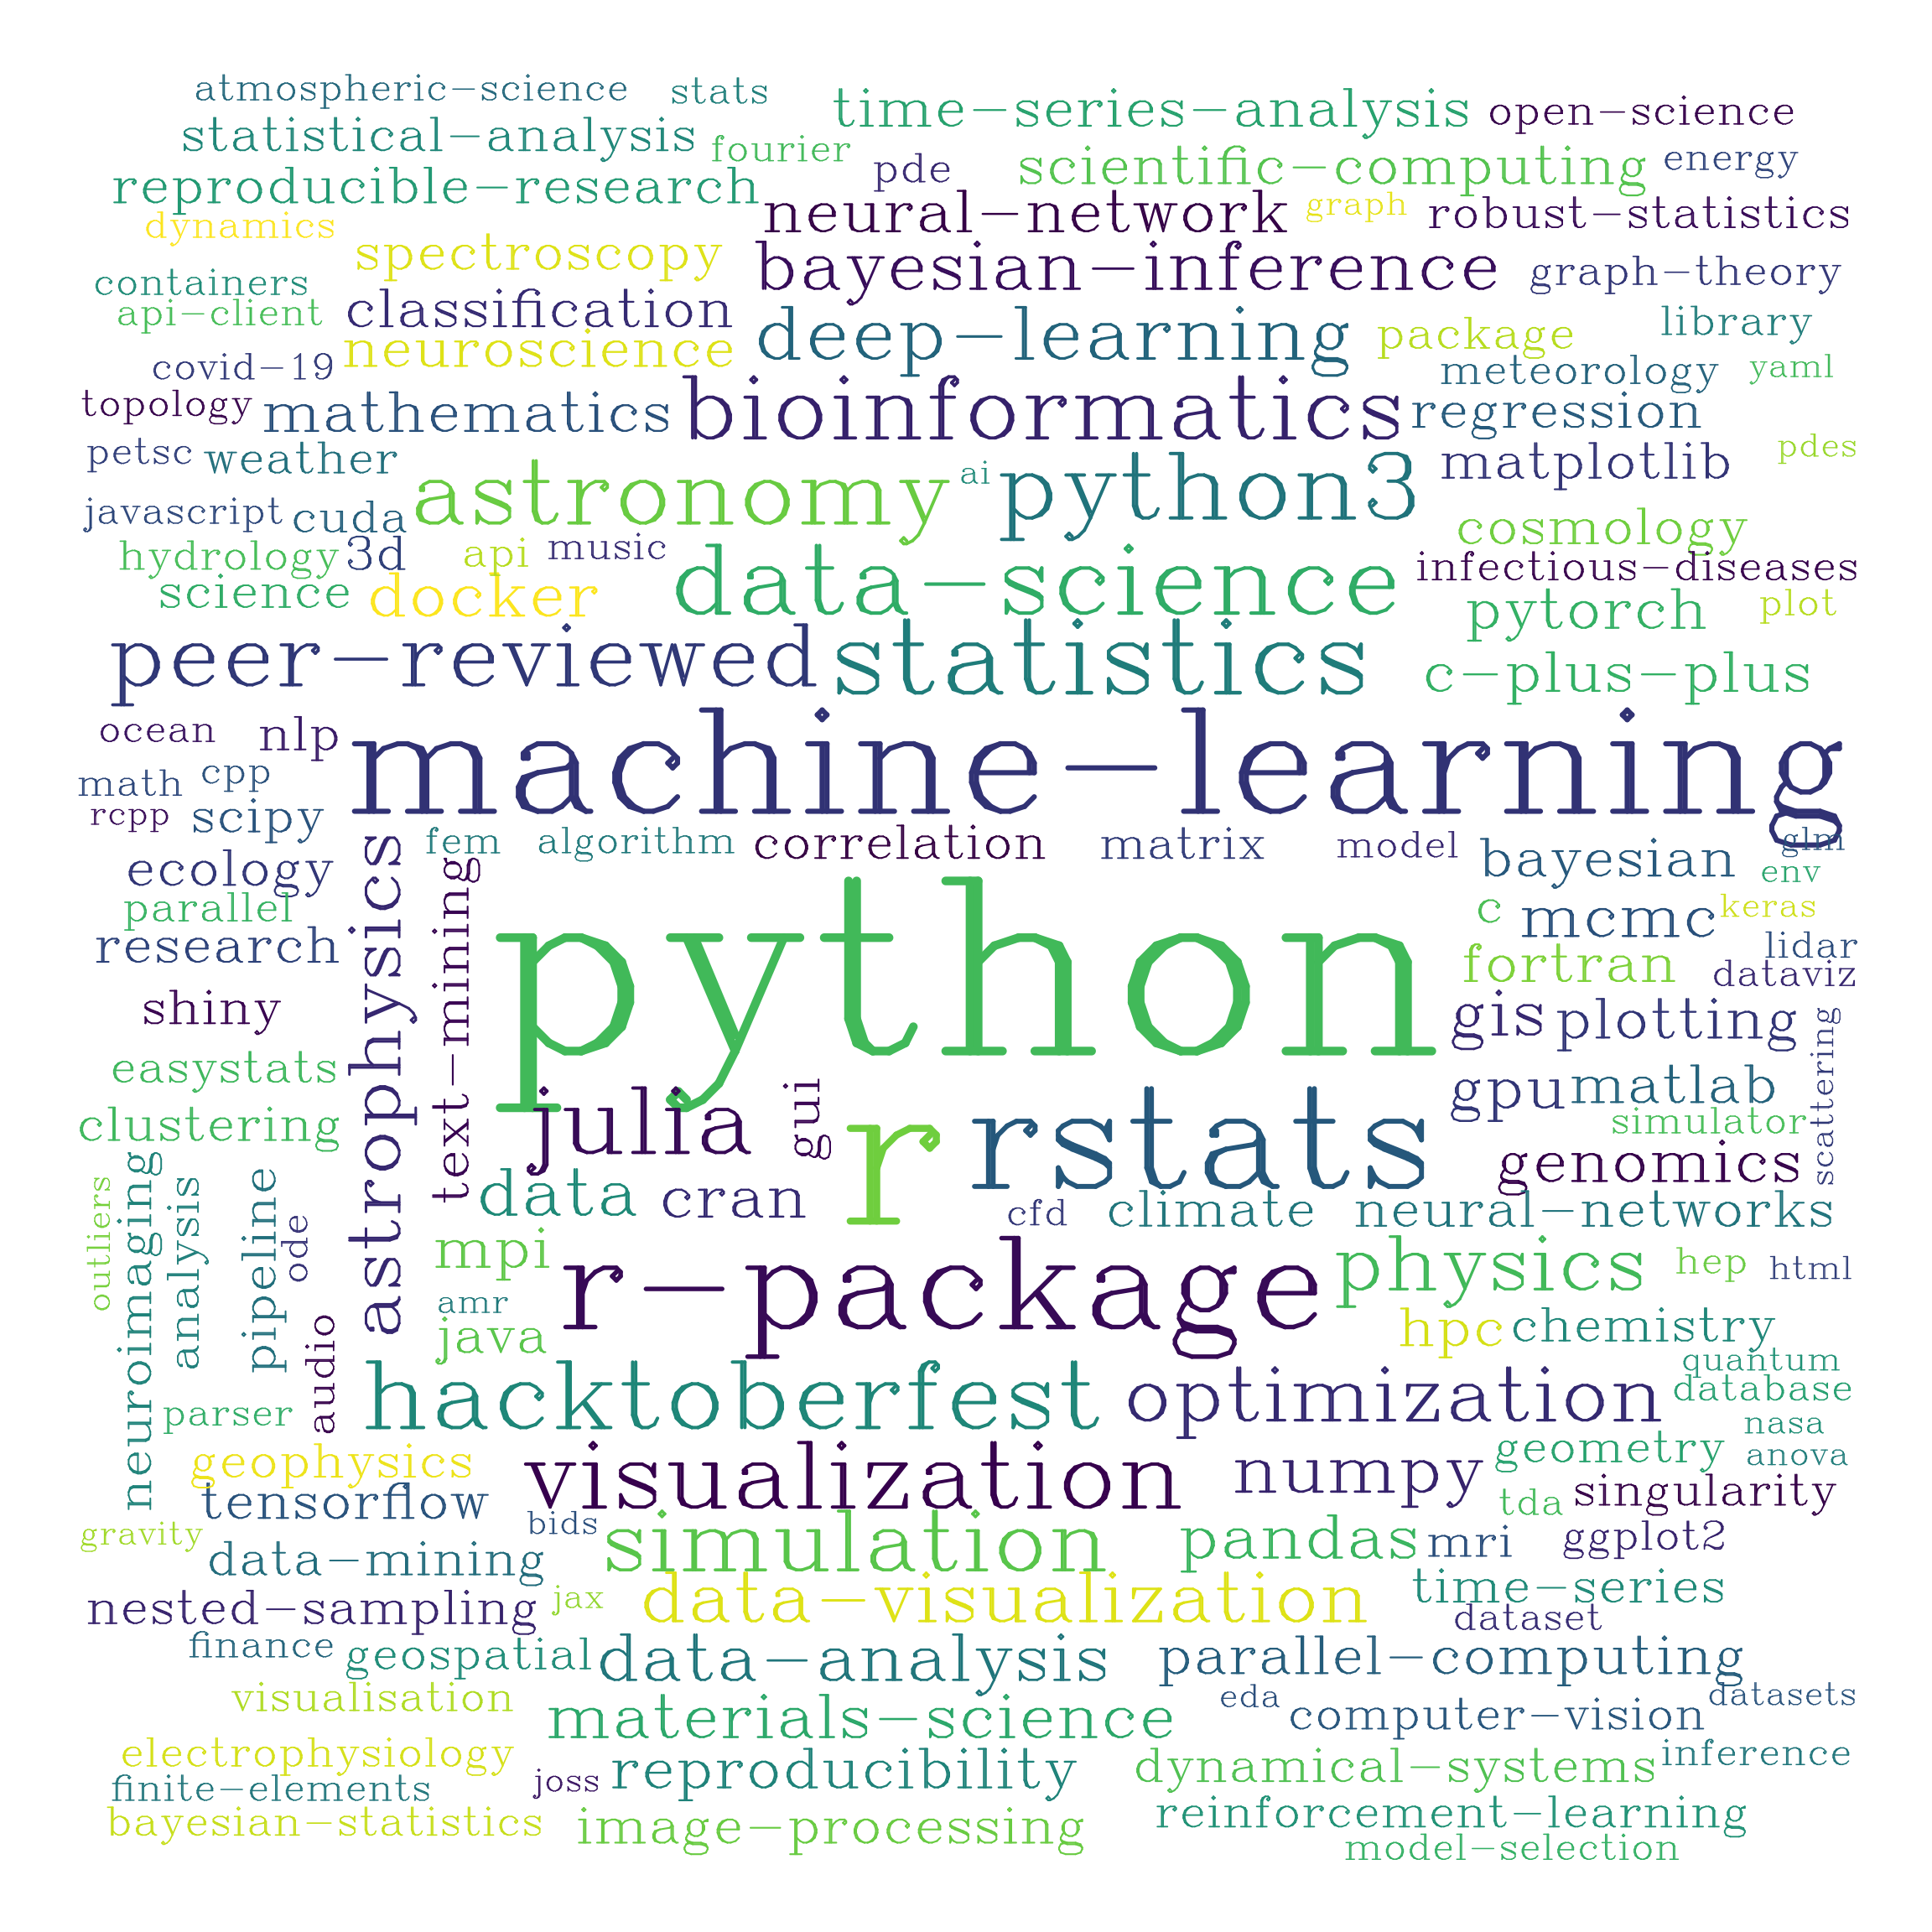 atmospheric-science
stats
time-series-analysis
open-science
statistical-analysis
fourier
pde
scientific-computing
energy
reproducible-research
neural-network
graph
robust-statistics
dynamics
spectroscopy
bayesian-inference
graph-theory
containers
api-client
classification
deep-learning
package
library
covid-19
neuroscience
meteorology
yaml
topology
mathematics
bioinformatics
regression
petsc
weather
astronomy
ai
python3
matplotlib
pdes
javascript
cuda
cosmology
hydrology
3d
api
music
data-science
infectious-diseases
science
docker
pytorch
plot
peer-reviewed
statistics
c-plus-plus
ocean
nlp
machine-learning
math
cpp
rcpp
scipy
fem
algorithm
correlation
matrix
model
bayesian
glm
ecology
env
parallel
astrophysics
text-mining
python
c
mcmc
keras
research
fortran
lidar
dataviz
shiny
gis
plotting
scattering
easystats
julia
gui
r
rstats
gpu
matlab
clustering
simulator
genomics
data
cran
cfd
climate
neural-networks
outliers
neuroimaging
analysis
pipeline
ode
mpi
r-package
physics
hep
html
amr
java
hpc
chemistry
audio
quantum
parser
hacktoberfest
optimization
database
nasa
geophysics
visualization
numpy
geometry
anova
tensorflow
tda
singularity
gravity
bids
simulation
pandas
mri
ggplot2
data-mining
nested-sampling
jax
data-visualization
time-series
dataset
finance
geospatial
data-analysis
parallel-computing
visualisation
materials-science
eda
computer-vision
datasets
electrophysiology
finite-elements
joss
reproducibility
dynamical-systems
inference
bayesian-statistics
image-processing
reinforcement-learning
model-selection